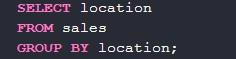 SELECT location
FROM sales
GROUP BY location;